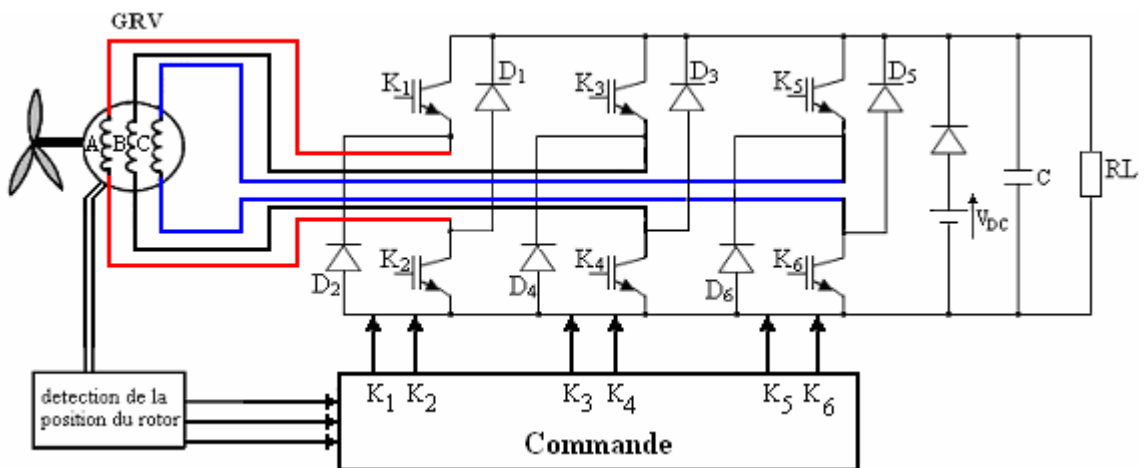 GRV
K1
D1
K3
D3
K5
D5
A B C
C
RL
VDC
K2
D2
K4
D4
K6
D6
detection de la
position du rotor
K1 K2 K3 K4 K5 K6
Commande